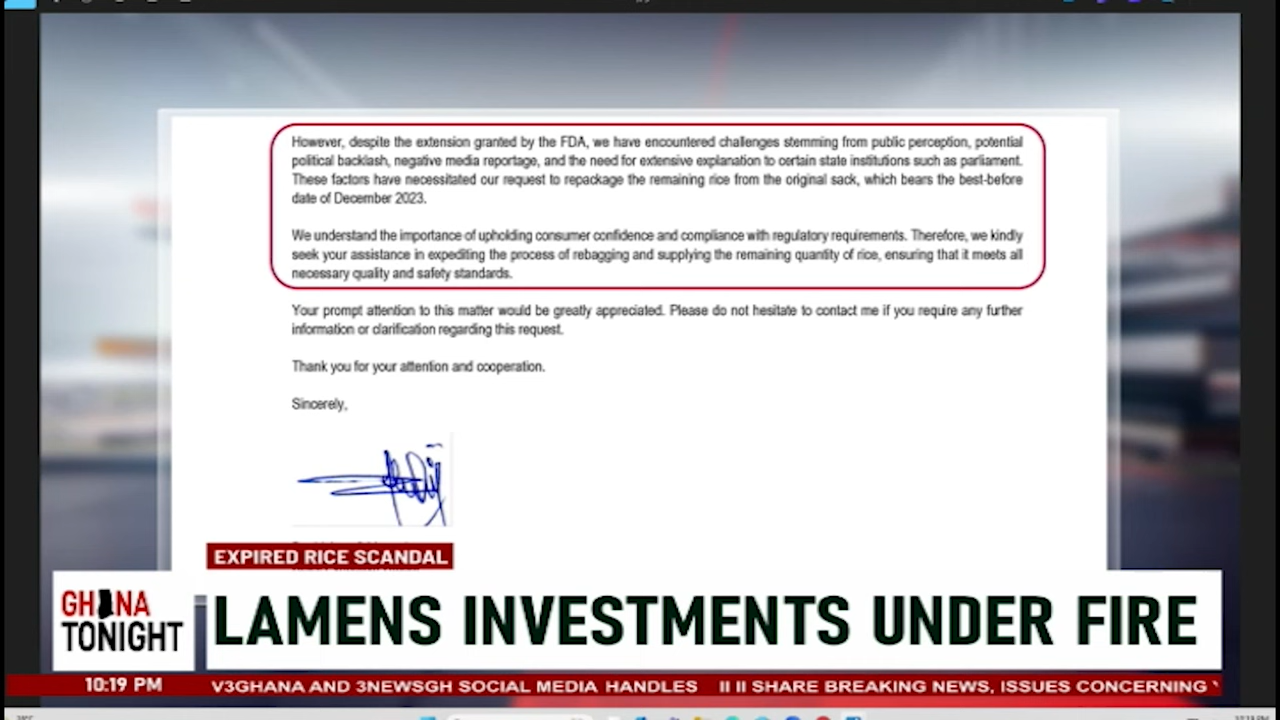 However, despite the extension granted by the FDA, we have encountered challenges stemming from public perception, potential
political backlash, negative media reportage, and the need for extensive explanation to certain state institutions such as parliament.
These factors have necessitated our request to repackage the remaining rice from the original sack, which bears the best-before
date of December 2023.
We understand the importance of upholding consumer confidence and compliance with regulatory requirements. Therefore, we kindly
seek your assistance in expediting the process of rebagging and supplying the remaining quantity of rice, ensuring that it meets all
necessary quality and safety standards.
Your prompt attention to this matter would be greatly appreciated. Please do not hesitate to contact me if you require any further
information or clarification regarding this request.
Thank you for your attention and cooperation.
Sincerely,
EXPIRED RICE SCANDAL
GHANA
TONIGHT
LAMENS INVESTMENTS UNDER FIRE
10:19 PM
V3GHANA AND 3NEWSGH SOCIAL MEDIA HANDLES II II SHARE BREAKING NEWS, ISSUES CONCERNING